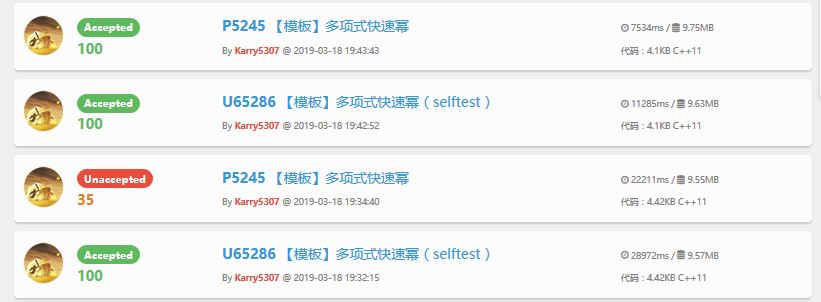 Accepted
100
P5245 【模板】多项式快速幂
By Karry5307 @ 2019-03-18 19:43:43
7534ms / 9.75MB
代码：4.1KB C++11
Accepted
100
U65286 【模板】多项式快速幂（selftest）
By Karry5307 @ 2019-03-18 19:42:52
11285ms / 9.63MB
代码：4.1KB C++11
Unaccepted
35
P5245 【模板】多项式快速幂
By Karry5307 @ 2019-03-18 19:34:40
22211ms / 9.55MB
代码：4.42KB C++11
Accepted
100
U65286 【模板】多项式快速幂（selftest）
By Karry5307 @ 2019-03-18 19:32:15
28972ms / 9.57MB
代码：4.42KB C++11